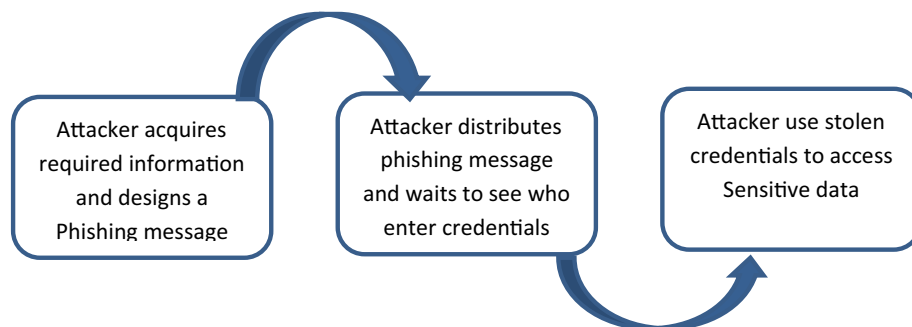 Attacker acquires
required information
and designs a
Phishing message
Attacker distributes
phishing message
and waits to see who
enter credentials
Attacker use stolen
credentials to access
Sensitive data